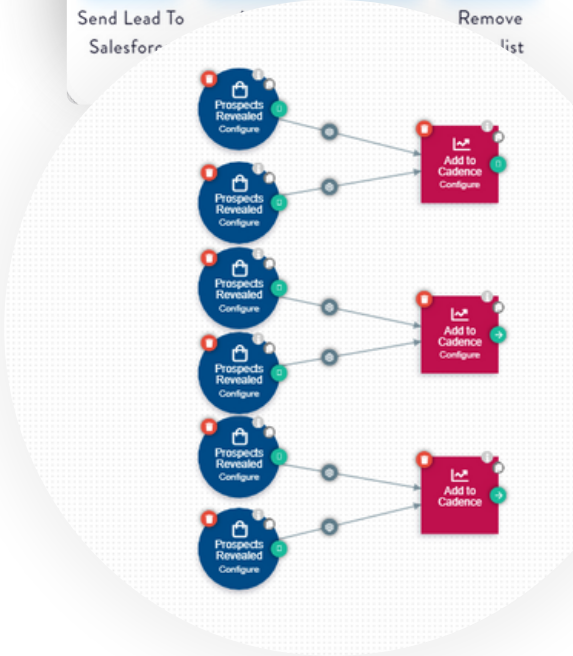 Send Lead To
Salesforc
Remove
list
Prospects
Revealed
Configure
Prospects
Revealed
Configure
Add to
Cadence
Configure
Prospects
Revealed
Configure
Prospects
Revealed
Configure
Add to
Cadence
Configure
Prospects
Revealed
Configure
Prospects
Revealed
Configure
Add to
Cadence